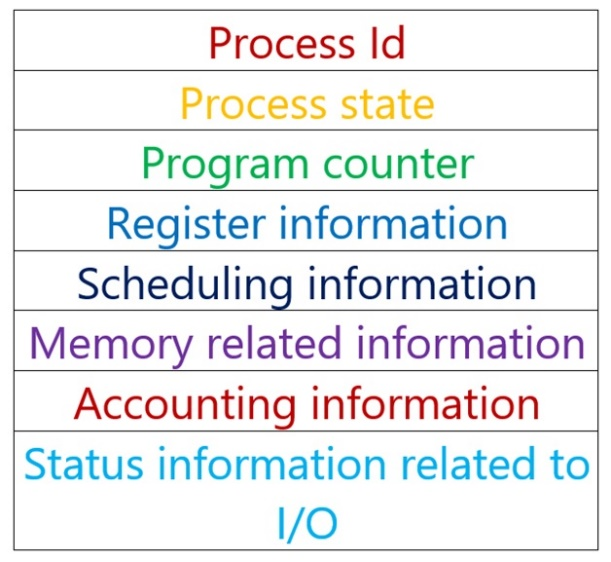 Process Id
Process state
Program counter
Register information
Scheduling information
Memory related information
Accounting information
Status information related to
I/O